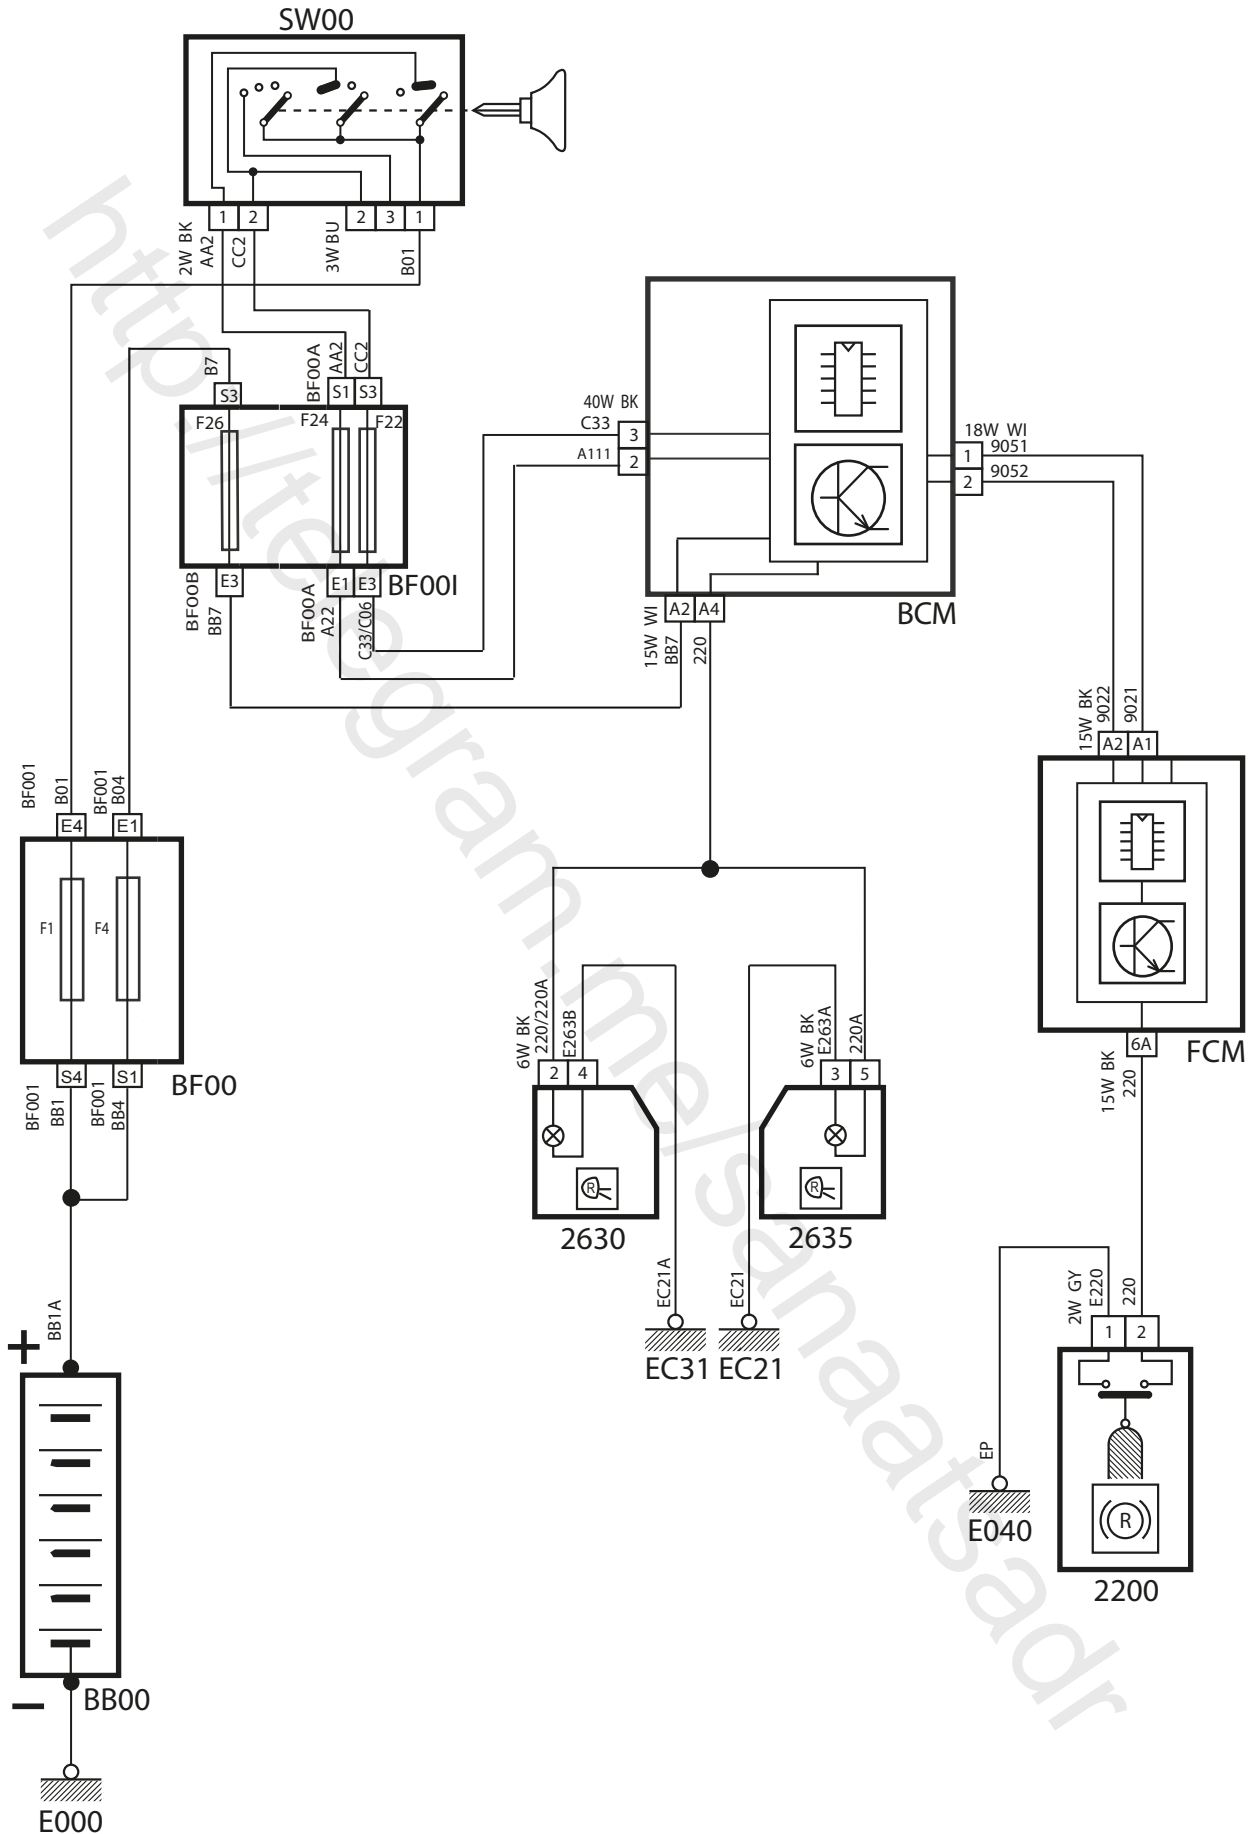 SW00
1
2
2
3
1
2W BK
AA2
CC2
3W BU
B01
B7
BF00A
AA2
CC2
S3
S1
S3
F26
F24
F22
E3
E1
E3
BF00I
BF00B
BB7
BF00A
A22
C33/C06
40W BK
C33
3
A111
2
18W WI
9051
1
9052
2
BCM
A2
A4
15W WI
BB7
220
15W BK
9022
9021
A2
A1
FCM
6A
15W BK
220
BF001
B01
BF001
B04
E4
E1
F1
F4
S4
S1
BF00
BF001
BB1
BF001
BB4
6W BK
220/220A
E263B
2
4
R
2630
6W BK
E263A
220A
3
5
R
2635
EC21A
EC31
EC21
EC21
2W GY
E220
220
1
2
R
2200
EP
E040
BB1A
+
−
BB00
E000
http://telegram.me/sanaatsadr